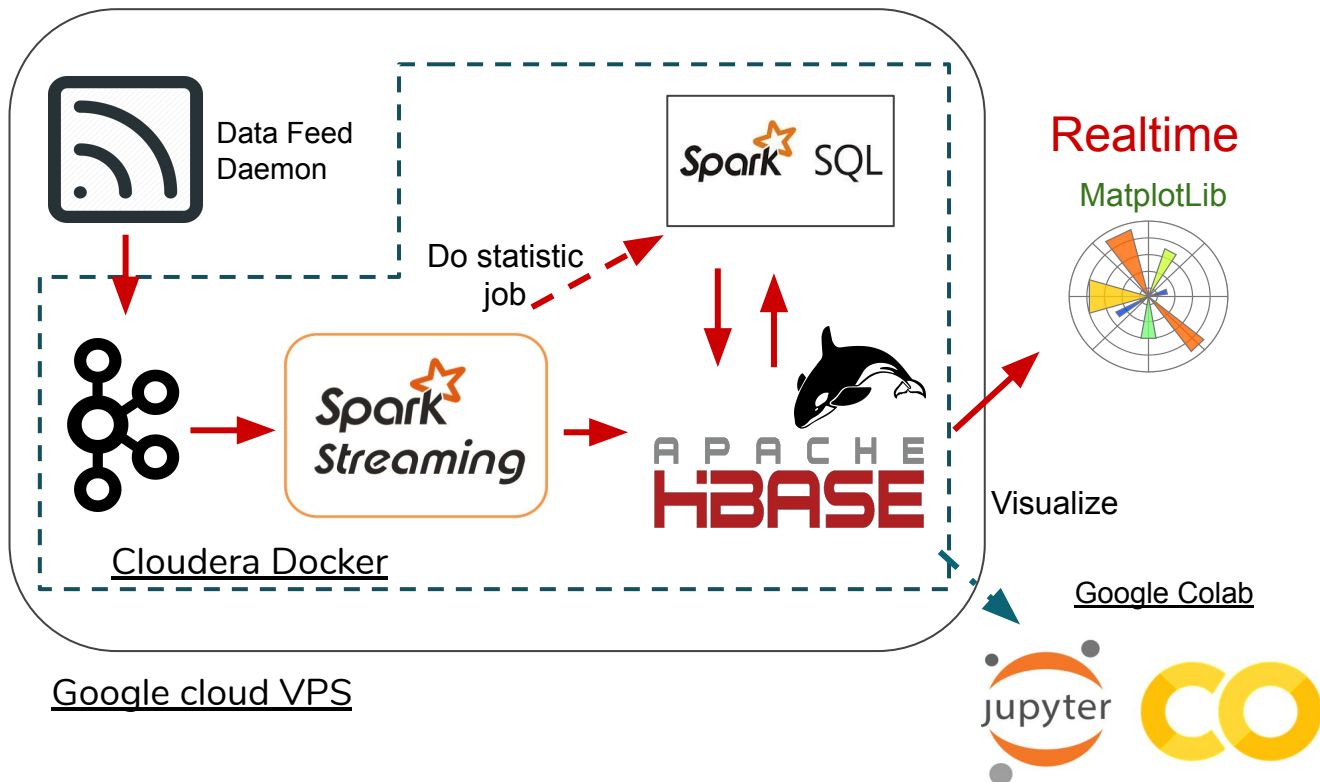 Data Feed
Daemon
Spark SQL
Realtime
MatplotLib
Do statistic
job
Spark
Streaming
APACHE
HBASE
Visualize
Cloudera Docker
Google Colab
Google cloud VPS
jupyter